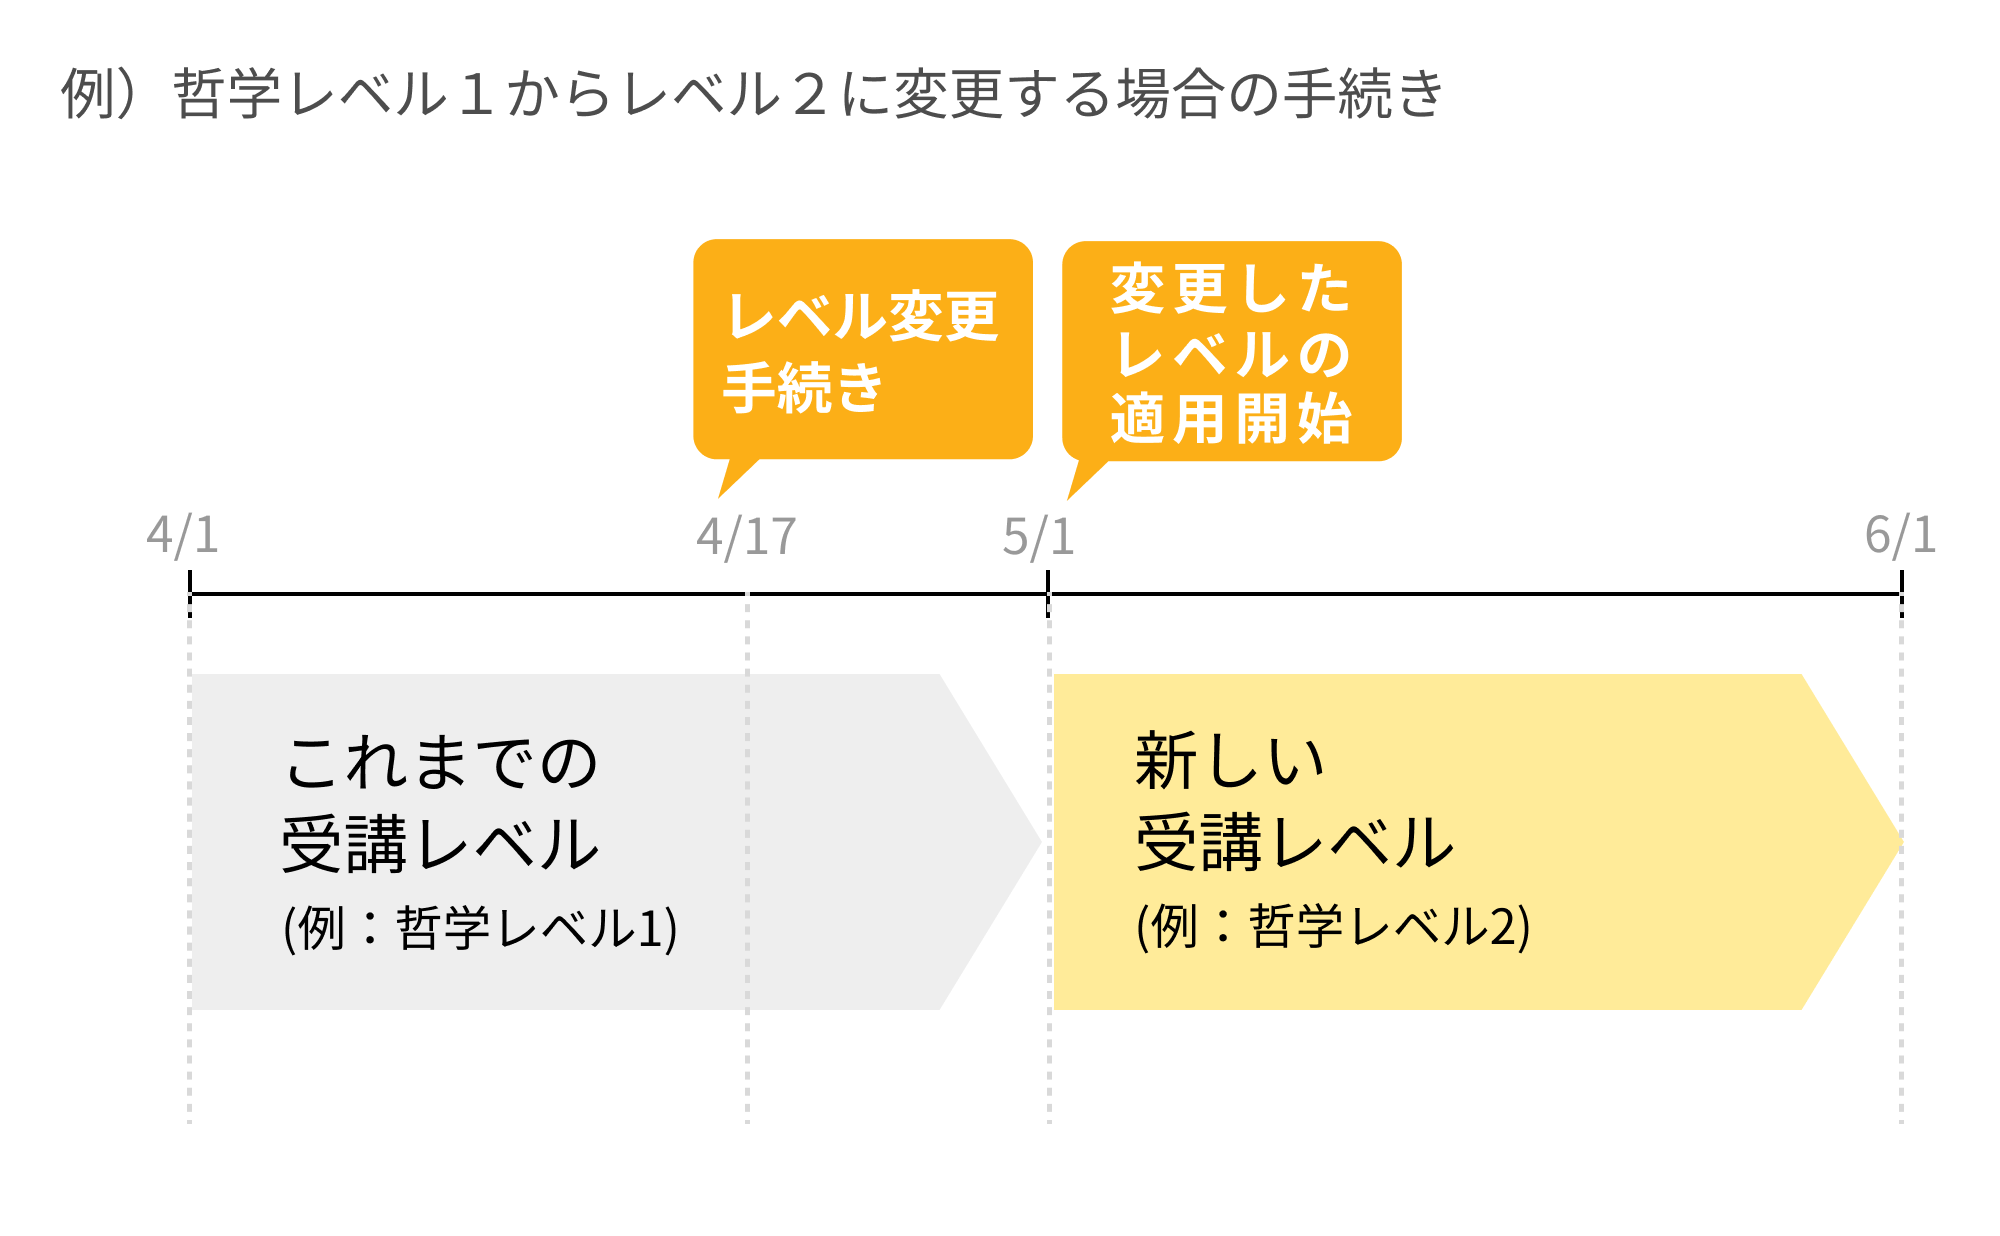 例）哲学レベル１からレベル２に変更する場合の手続き
レベル変更
手続き
変更した
レベルの
適用開始
4/1
4/17
5/1
6/1
これまでの
受講レベル
(例：哲学レベル1)
新しい
受講レベル
(例：哲学レベル2)